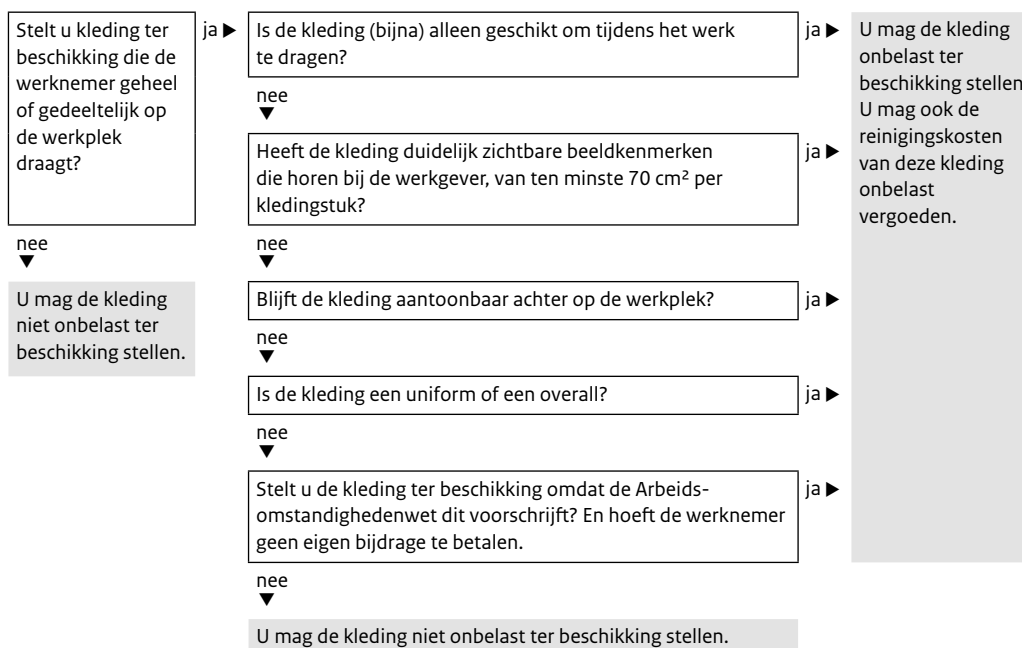 Stelt u kleding ter
beschikking die de
werknemer geheel
of gedeeltelijk op
de werkplek
draagt?
ja ▶
nee
▼
U mag de kleding
niet onbelast ter
beschikking stellen.
Is de kleding (bijna) alleen geschikt om tijdens het werk
te dragen?
ja ▶
nee
▼
Heeft de kleding duidelijk zichtbare beeldkenmerken
die horen bij de werkgever, van ten minste 70 cm² per
kledingstuk?
ja ▶
nee
▼
Blijft de kleding aantoonbaar achter op de werkplek?
ja ▶
nee
▼
Is de kleding een uniform of een overall?
ja ▶
nee
▼
Stelt u de kleding ter beschikking omdat de Arbeids-
omstandighedenwet dit voorschrijft? En hoeft de werknemer
geen eigen bijdrage te betalen.
ja ▶
nee
▼
U mag de kleding niet onbelast ter beschikking stellen.
U mag de kleding
onbelast ter
beschikking stellen
U mag ook de
reinigingskosten
van deze kleding
onbelast
vergoeden.